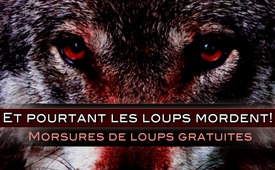 ET POURTANT LES LOUPS MORDENT!
MORSURES DE LOUPS GRATUITES